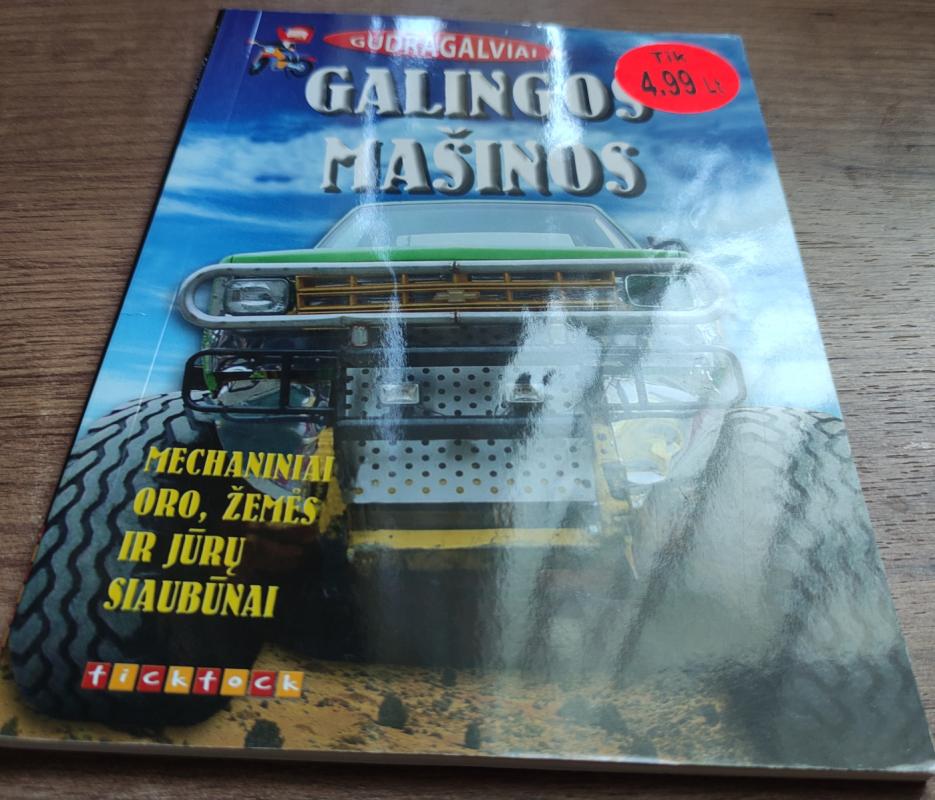 GUDRAGALVIAI
GALINGOS
MAŠINOS
Tik
4,99 Lt
MECHANINIAI
ORO, ŽEMĖS
IR JŪRŲ
SIAUBŪNAI
ticktock